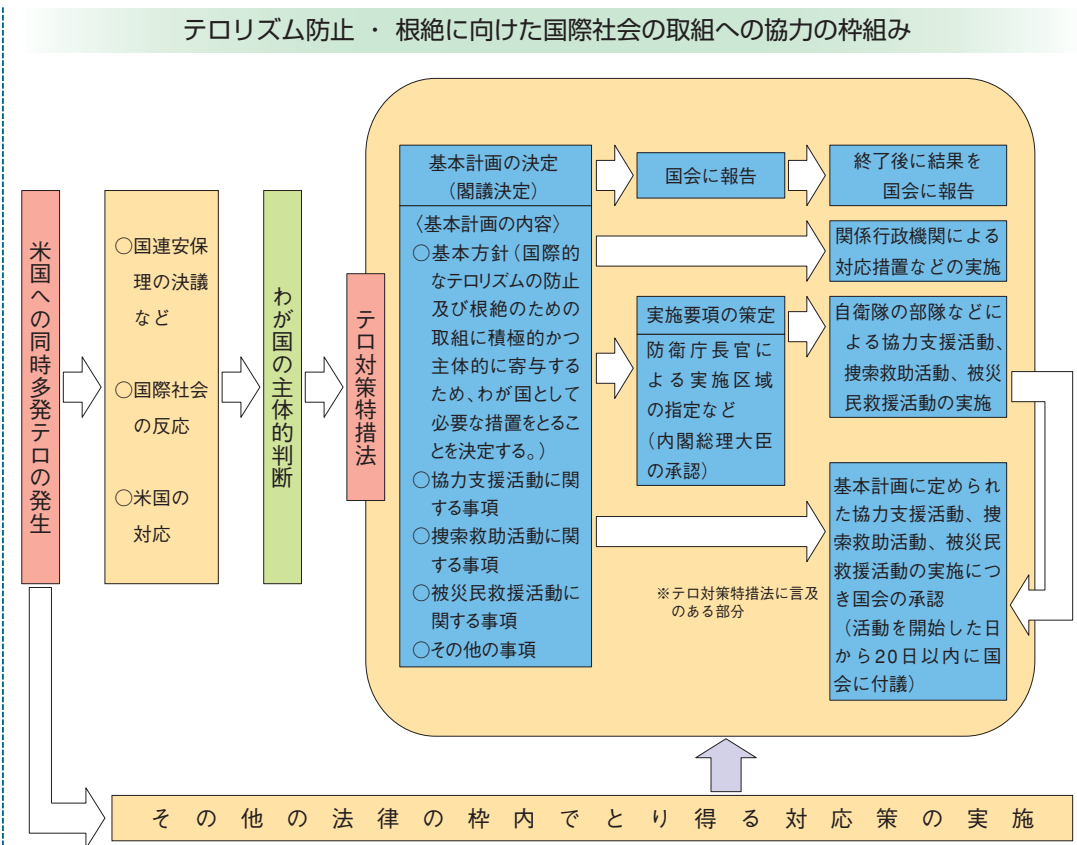 テロリズム防止 ・ 根絶に向けた国際社会の取組への協力の枠組み
米国への同時多発テロの発生
○国連安保
理の決議
など
○国際社会
の反応
○米国の
対応
わが国の主体的判断
テロ対策特措法
基本計画の決定
(閣議決定)
〈基本計画の内容〉
○基本方針(国際的
なテロリズムの防止
及び根絶のための
取組に積極的かつ
主体的に寄与する
ため、わが国として
必要な措置をとるこ
とを決定する。)
○協力支援活動に関
する事項
○捜索救助活動に関
する事項
○被災民救援活動に
関する事項
○その他の事項
国会に報告
終了後に結果を
国会に報告
関係行政機関による
対応措置などの実施
実施要項の策定
防衛庁長官に
よる実施区域
の指定など
(内閣総理大臣
の承認)
自衛隊の部隊などに
よる協力支援活動、
捜索救助活動、被災
民救援活動の実施
基本計画に定められ
た協力支援活動、捜
索救助活動、被災民
救援活動の実施につ
き国会の承認
(活動を開始した日
から20日以内に国
会に付議)
※テロ対策特措法に言及
のある部分
その他の法律の枠内でとり得る対応策の実施